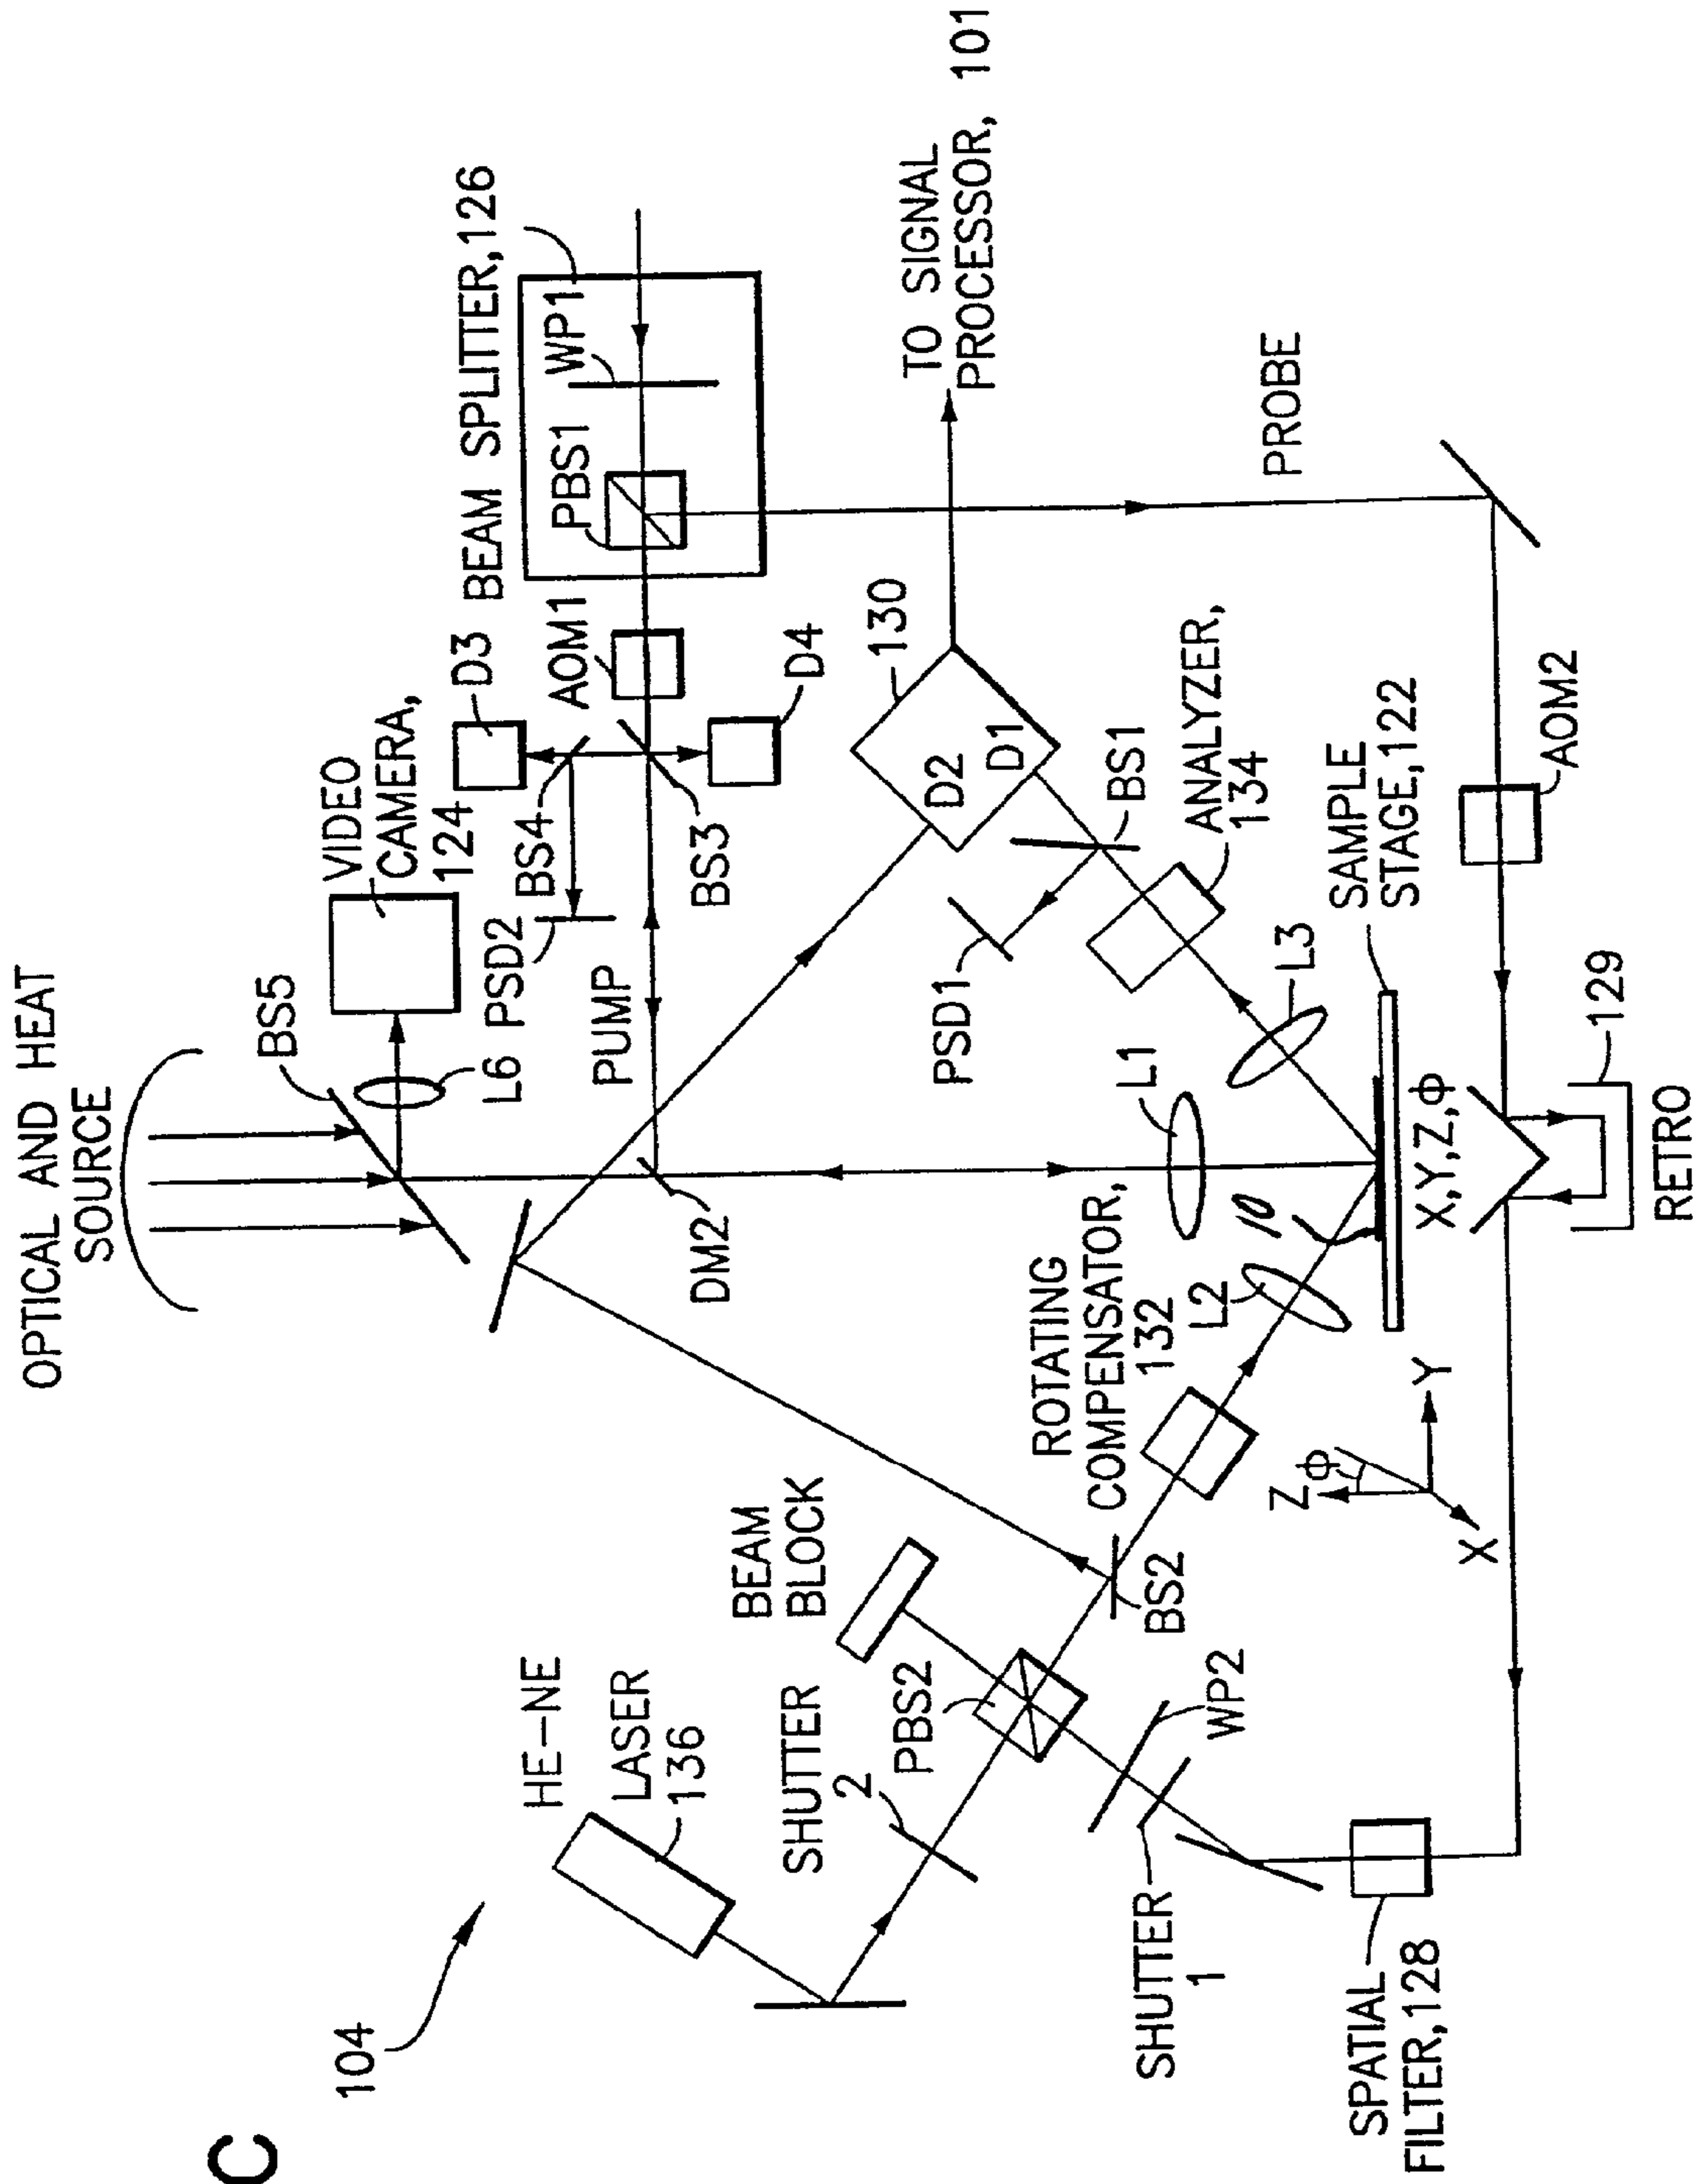 C
104
OPTICAL AND HEAT
SOURCE
BS5
VIDEO
CAMERA,
124
L6
D3
BEAM SPLITTER,126
WP1
PBS1
AOM1
BS4
PSD2
PUMP
BS3
D4
DM2
130
D2
D1
TO SIGNAL
PROCESSOR, 101
HE-NE
LASER
136
BEAM
BLOCK
SHUTTER
2
PBS2
BS2
ROTATING
COMPENSATOR,
132
L2
10
L1
L3
PSD1
BS1
ANALYZER,
134
SAMPLE
STAGE,122
X,Y,Z,Φ
PROBE
AOM2
129
RETRO
WP2
SHUTTER
1
Z
Φ
Y
X
SPATIAL
FILTER,128